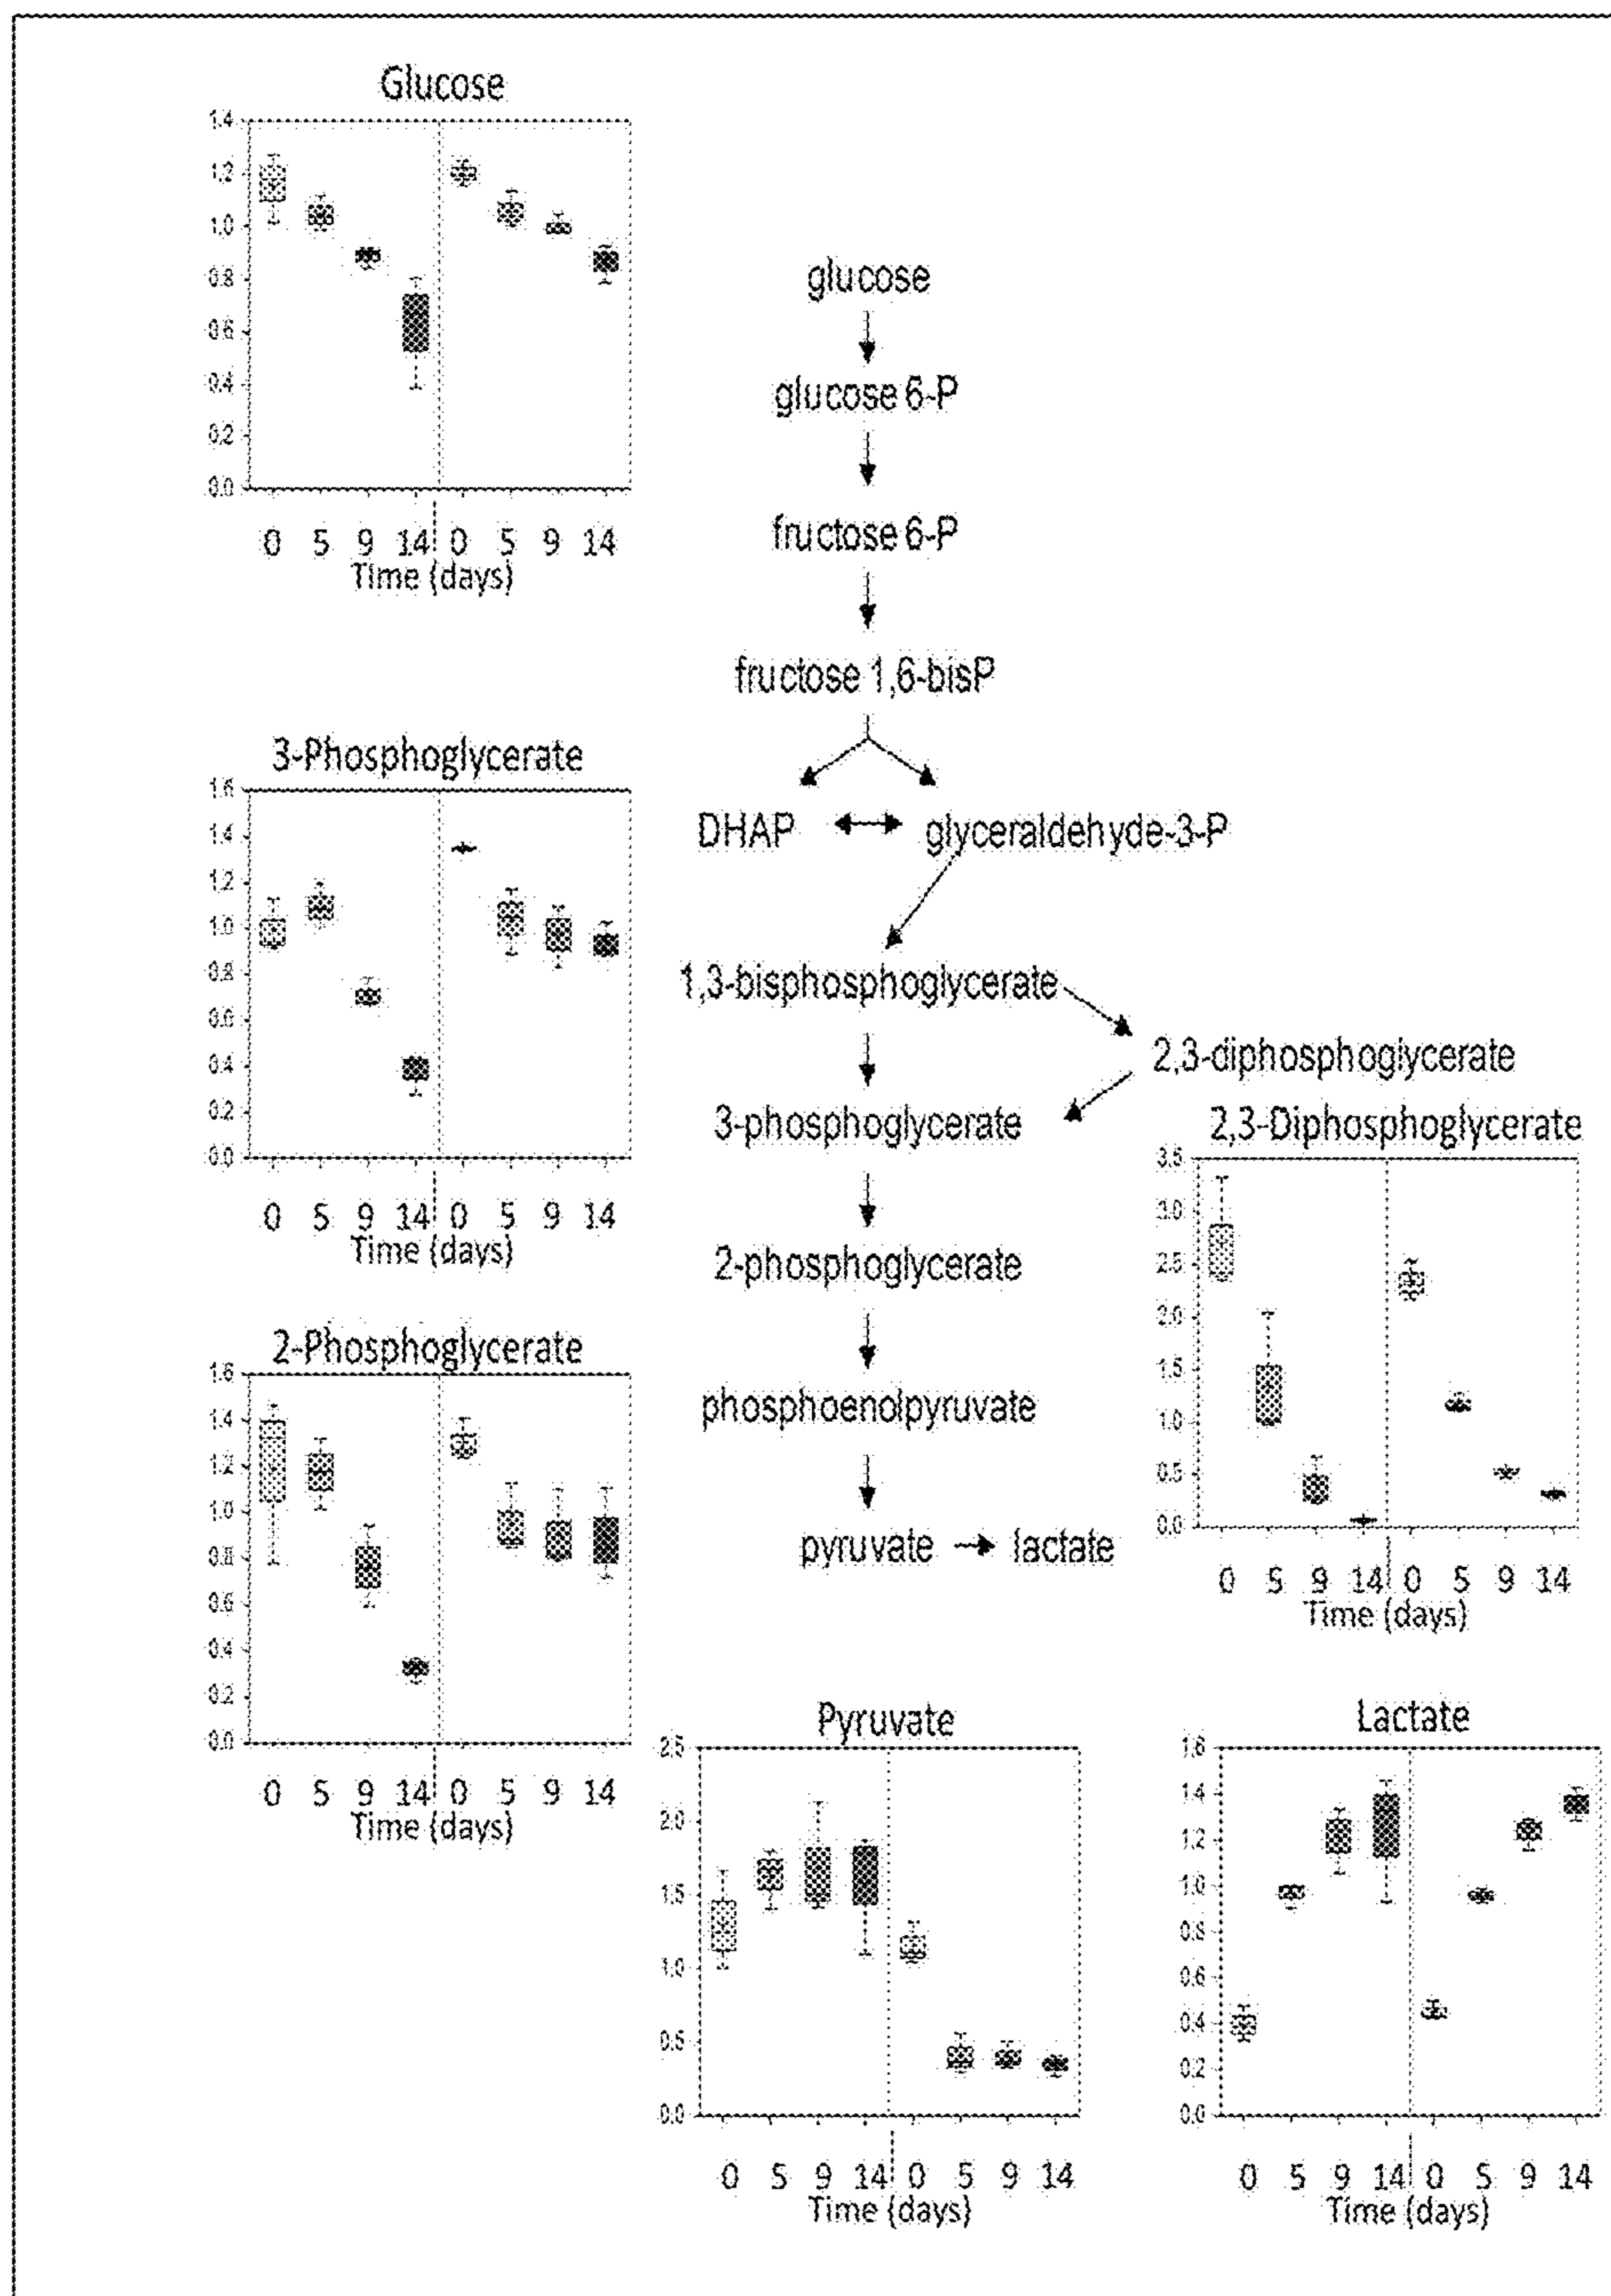 Glucose
1.4
1.2
1.0
0.8
0.6
0.4
0.2
0.0
0 5 9 14 0 5 9 14
Time (days)
glucose
glucose 6-P
fructose 6-P
fructose 1,6-bisP
DHAP glyceraldehyde-3-P
1,3-bisphosphoglycerate
2,3-diphosphoglycerate
3-phosphoglycerate
2-phosphoglycerate
phosphoenolpyruvate
pyruvate lactate
3-Phosphoglycerate
1.6
1.4
1.2
1.0
0.8
0.6
0.4
0.2
0.0
0 5 9 14 0 5 9 14
Time (days)
2,3-Diphosphoglycerate
3.5
3.0
2.5
2.0
1.5
1.0
0.5
0.0
0 5 9 14 0 5 9 14
Time (days)
2-Phosphoglycerate
1.6
1.4
1.2
1.0
0.8
0.6
0.4
0.2
0.0
0 5 9 14 0 5 9 14
Time (days)
Pyruvate
2.5
2.0
1.5
1.0
0.5
0.0
0 5 9 14 0 5 9 14
Time (days)
Lactate
1.6
1.4
1.2
1.0
0.8
0.6
0.4
0.2
0.0
0 5 9 14 0 5 9 14
Time (days)